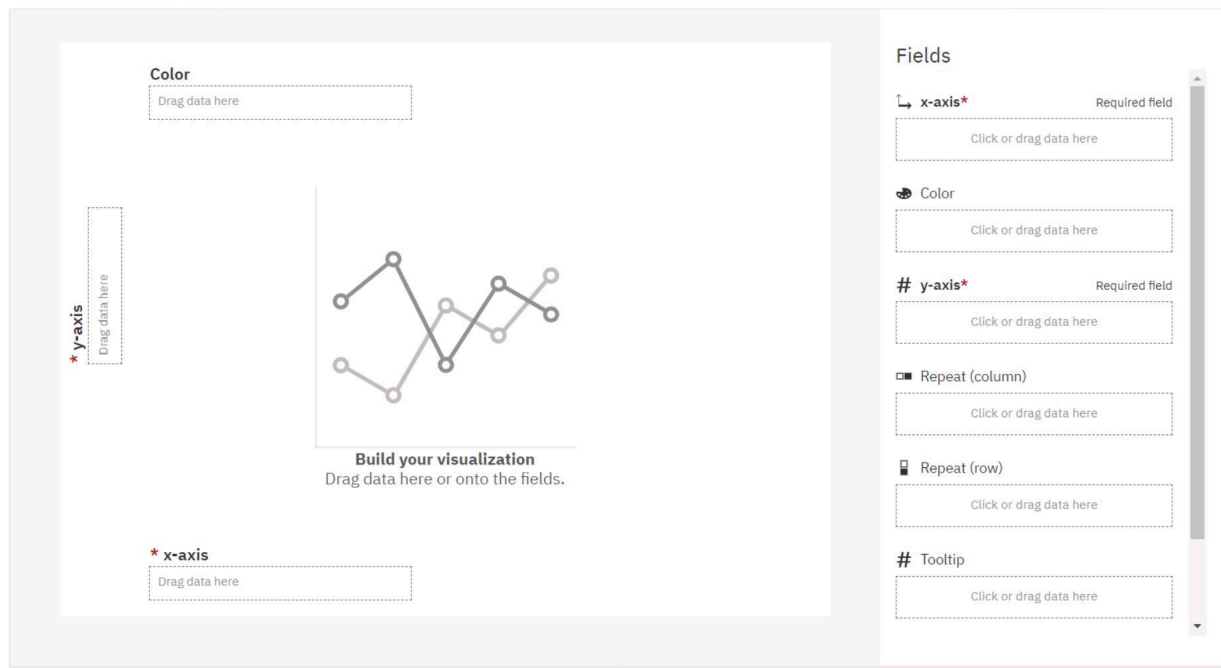 Color
Drag data here
* y-axis
Drag data here
Build your visualization
Drag data here or onto the fields.
* x-axis
Drag data here
Fields
x-axis* Required field
Click or drag data here
Color
Click or drag data here
# y-axis* Required field
Click or drag data here
Repeat (column)
Click or drag data here
Repeat (row)
Click or drag data here
# Tooltip
Click or drag data here